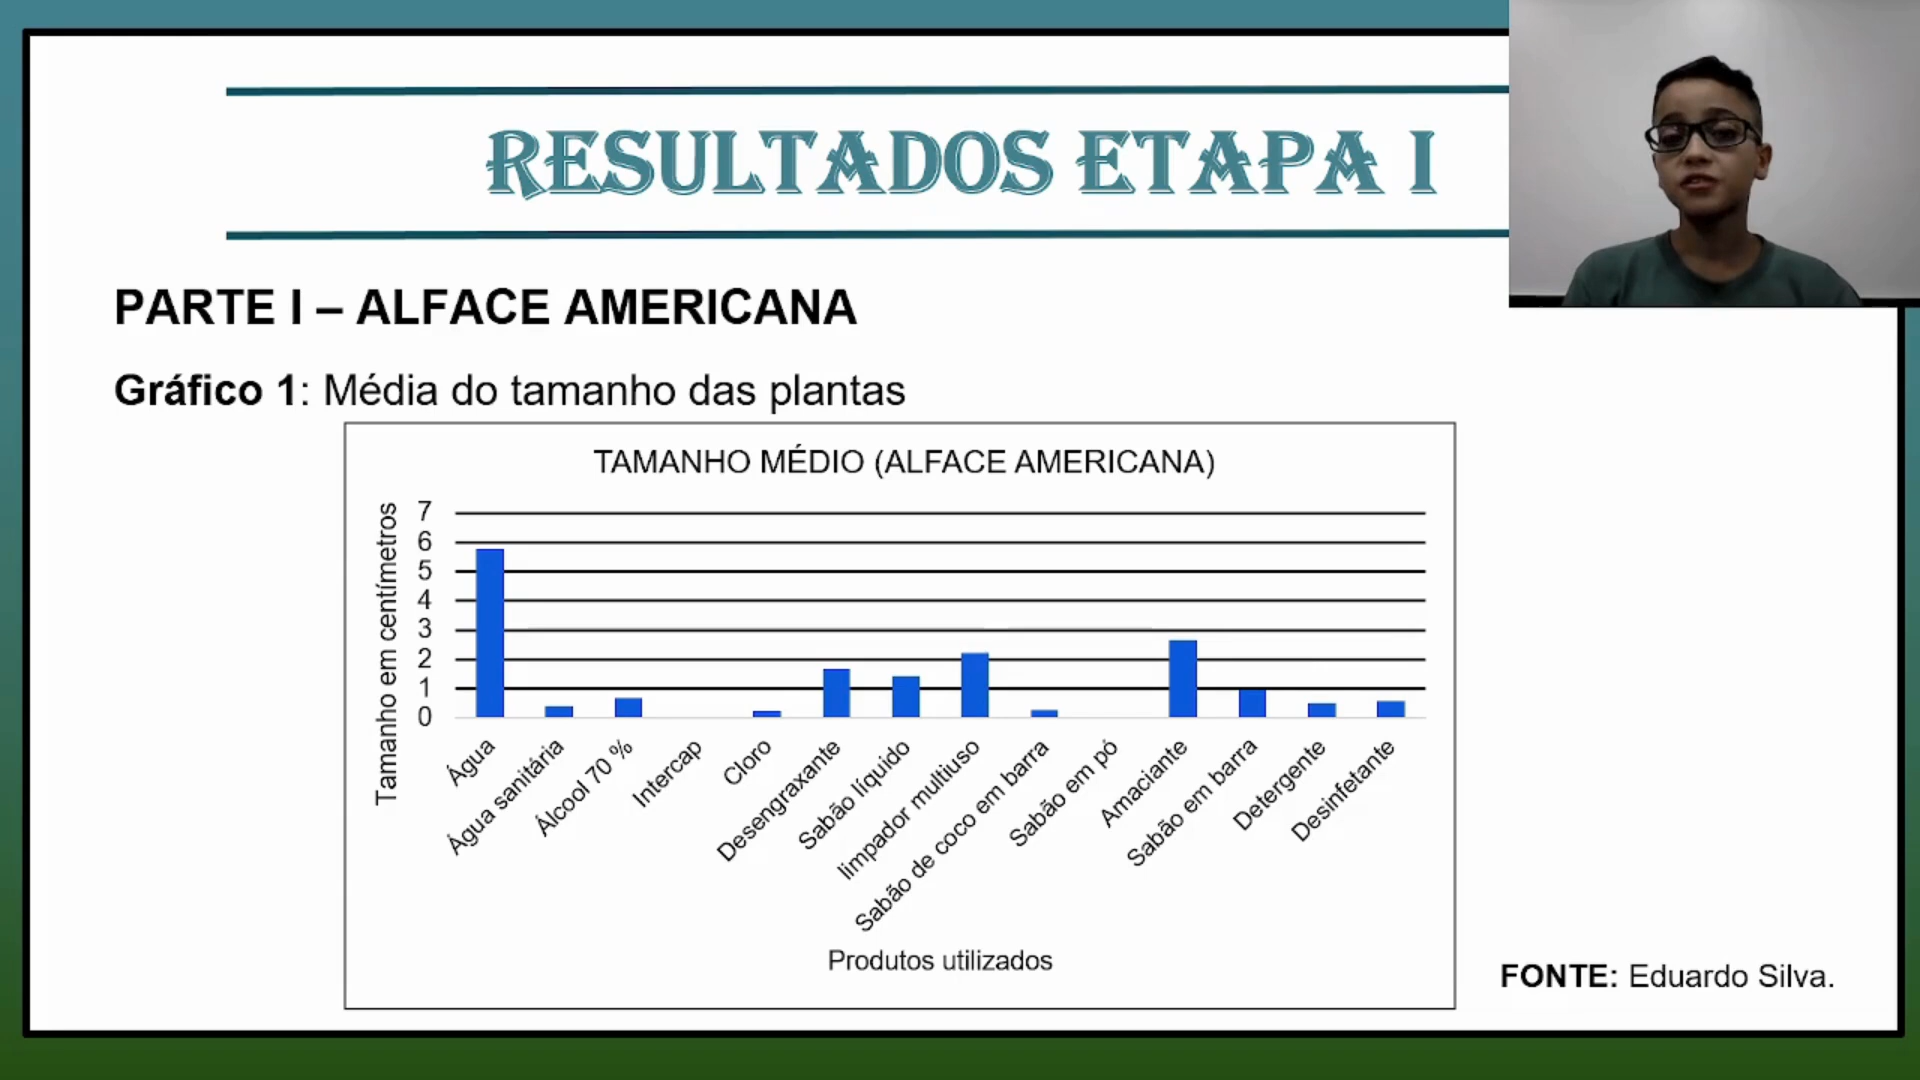 RESULTADOS ETAPA I
PARTE I – ALFACE AMERICANA
Gráfico 1: Média do tamanho das plantas
TAMANHO MÉDIO (ALFACE AMERICANA)
Tamanho em centímetros
7
6
5
4
3
2
1
0
Água
Água sanitária
Álcool 70 %
Intercap
Cloro
Desengraxante
Sabão líquido
limpador multiuso
Sabão de coco em barra
Sabão em pó
Amaciante
Sabão em barra
Detergente
Desinfetante
Produtos utilizados
FONTE: Eduardo Silva.